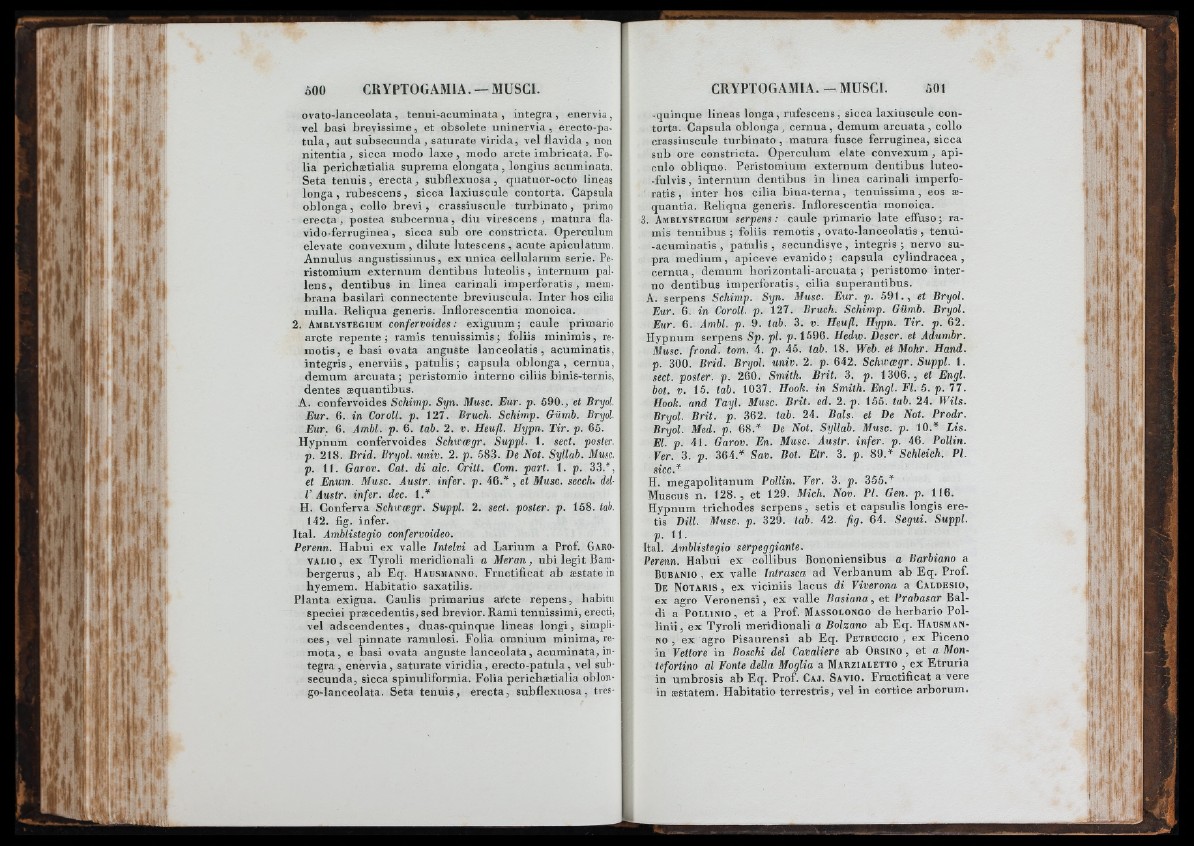 500 CRYPTOGAMIA. — MUSCI.
ovato-lanceolata, tenui-acuminata, integra, enervia,
vel basi brevissime, et obsolete uninervia, erecto-pa-
tula, aut subsecunda, saturate virida, vel flavida, non
nitentia, sicca modo laxe, modo arcte imbricata. Fo-
lia perichætialia suprema elongata, longius acuminata.
Seta tenuis, erecta, subflexuosa, quatuor-octo lineas
longa, rubescens, sicca laxiuscule contorta. Capsula
oblonga, collo brevi, crassiuscule turbinato, primo
erecta, postea subcernua, diu virescens, matura fla-
vido-ferruginea, sicca sub ore constricta. Operculum
elevate convexum, dilute lutescens, acute apiculatum.
Annulus angustissimus, ex unica cellularum serie. Pe-
ristomium externum dentibus luteolis, internum pal-
lens, dentibus in linea carinali imperforatis, mem-
brana basilari connectente breviuscula. Inter hos cilia
nulla. Reliqua generis. Inflorescentia monoica.
2. AMBLYSTEGIUM confervoides: exiguum; caule primario
arcte repente; ramis tenuissimis; foliis minimis, re-
motis, e basi ovata anguste lanceolatis, acuminatis,
integris, enerviis, patulis; capsula oblonga, cernua,
demum arcuata; peristomio interno ciliis binis-ternis,
dentes æquantibus.
A. confervoides Schimp. Syn. Musc. Eur. p. 590., et Bryol.
Eur. 6. in Coroll. p. 127. Bruch. Schimp. Gümb. Bryol.
Eur. 6. Ambl. p. 6. tab. 2. v. Heufl. Hypn. Tir. p. 65.
Hypnum confervoides Schwægr. Suppl. 1. sect. poster.
p. 218. Brid. Bryol. univ. 2. p. 583. De Not. Syllab. Musc.
p. 11. Garov. Cat. di alc. Critt. Com. part. 1. p. 33.*,
et Enum. Musc. Austr. infer. p. 46.*, et Musc. secch. del-
l' Austr. infer. dec. 1.*
H. Conferva Schwægr. Suppl. 2. sect. poster. p. 158. tab.
142. fig. infer.
Ital. Amblistegio confervoideo.
Perenn. Habui ex valle Intelvi ad Larium a Prof. GARO-
VALIO, ex Tyroli meridionali a Meran, ubi legit Bam-
bergerus, ab Eq. HAUSMANNO. Fructificat ab æstate in
hyemem. Habitatio saxatilis.
Planta exigua. Caulis primarius arcte repens, habitu
speciei præcedentis, sed brevior. Rami tenuissimi, erecti,
vel adscendentes, duas-quinque lineas longi, simpli-
ces, vel pinnate ramulosi. Folia omnium minima, re-
mota, e basi ovata anguste lanceolata, acuminata, in-
tegra, enervia, saturate viridia, erecto-patula, vel sub-
secunda, sicca spinuliformia. Folia perichætialia oblon-
go-lanceolata. Seta tenuis, erecta, subflexuosa, tres-
CRYPTOGAMIA. — MUSCI. 501
-quinque lineas longa, rufescens, sicca laxiuscule con-
torta. Capsula oblonga, cernua, demum arcuata, collo
crassiuscule turbinato, matura fusce ferruginea, sicca
sub ore constricta. Operculum elate convexum, api-
culo obliquo. Peristomium externum dentibus luteo-
-fulvis, internum dentibus in linea carinali imperfo-
ratis, inter hos cilia bina-terna, tenuissima, eos æ-
quantia. Reliqua generis. Inflorescentia monoica.
3. AMBLYSTEGIUM serpens: caule primario late effuso; ra-
mis tenuibus; foliis remotis, ovato-lanceolatis, tenui-
-acuminatis, patulis, secundisve, integris; nervo su-
pra medium, apiceve evanido; capsula cylindracea,
cernua, demum horizontali-arcuata; peristomo inter-
no dentibus imperforatis, cilia superantibus.
A. serpens Schimp. Syn. Musc. Eur. p. 591., et Bryol.
Eur. 6. in Coroll. p. 127. Bruch. Schimp. Gümb. Bryol.
Eur. 6. Ambl. p. 9. tab. 3. v. Heufl. Hypn. Tir. p. 62.
Hypnum serpens Sp. pl. p. 1596. Hedw. Descr. et Adumbr.
Musc. frond. tom. 4. p. 45. tab. 18. Web. et Mohr. Hand.
p. 300. Brid. Bryol. univ. 2. p. 642. Schwægr. Suppl. 1.
sect. poster. p. 260. Smith. Brit. 3. p. 1306., et Engl.
bot. v. 15. tab. 1037. Hook. in Smith. Engl. Fl. 5. p. 77.
Hook. and Tayl. Musc. Brit. ed. 2. p. 155. tab. 24. Wils.
Bryol. Brit. p. 362. tab. 24. Bals. et De Not. Prodr.
Bryol. Med. p. 68.* De Not. Syllab. Musc. p. 10.* Lis.
El. p. 41. Garov. En. Musc. Austr. infer. p. 46. Pollin.
Ver. 3. p. 364.* Sav. Bot. Etr. 3. p. 89.* Schleich. Pl.
sicc.*
H. megapolitanum Pollin. Ver. 3. p. 355.*
Muscus n. 128., et 129. Mich. Nov. Pl. Gen. p. 116.
Hypnum trichodes serpens, setis et capsulis longis ere-
tis Dill. Musc. p. 329. tab. 42. fig. 64. Segui. Suppl.
p. 11.
Ital. Amblistegio serpeggiante.
Perenn. Habui ex collibus Bononiensibus a Barbiano a
BUBANIO, ex valle Intrasca ad Verbanum ab Eq. Prof.
DE NOTARIS, ex viciniis lacus di Viverona a CALDESIO,
ex agro Veronensi, ex valle Basiana, et Prabasar Bal-
di a POLLINIO, et a Prof. MASSOLONGO de herbario Pol-
linii, ex Tyroli meridionali a Bolzano ab Eq. HAUSMAN-
NO, ex agro Pisaurensi ab Eq. PETRUCCIO, ex Piceno
in Vettore in Boschi del Cavaliere ab ORSINO, et a Mon-
tefortino al Fonte della Moglia a MARZIALETTO, ex Etruria
in umbrosis ab Eq. Prof. CAJ. SAVIO. Fructificat a vere
in æstatem. Habitatio terrestris, vel in cortice arborum.